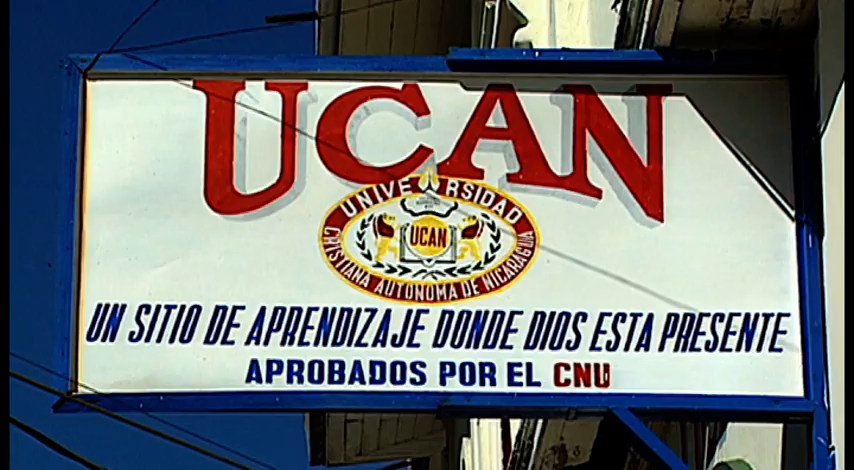 UCAN
UNIVERSIDAD
UCAN
CRISTIANA AUTONOMA DE NICARAGUA
UN SITIO DE APRENDIZAJE DONDE DIOS ESTA PRESENTE
APROBADOS POR EL CNU